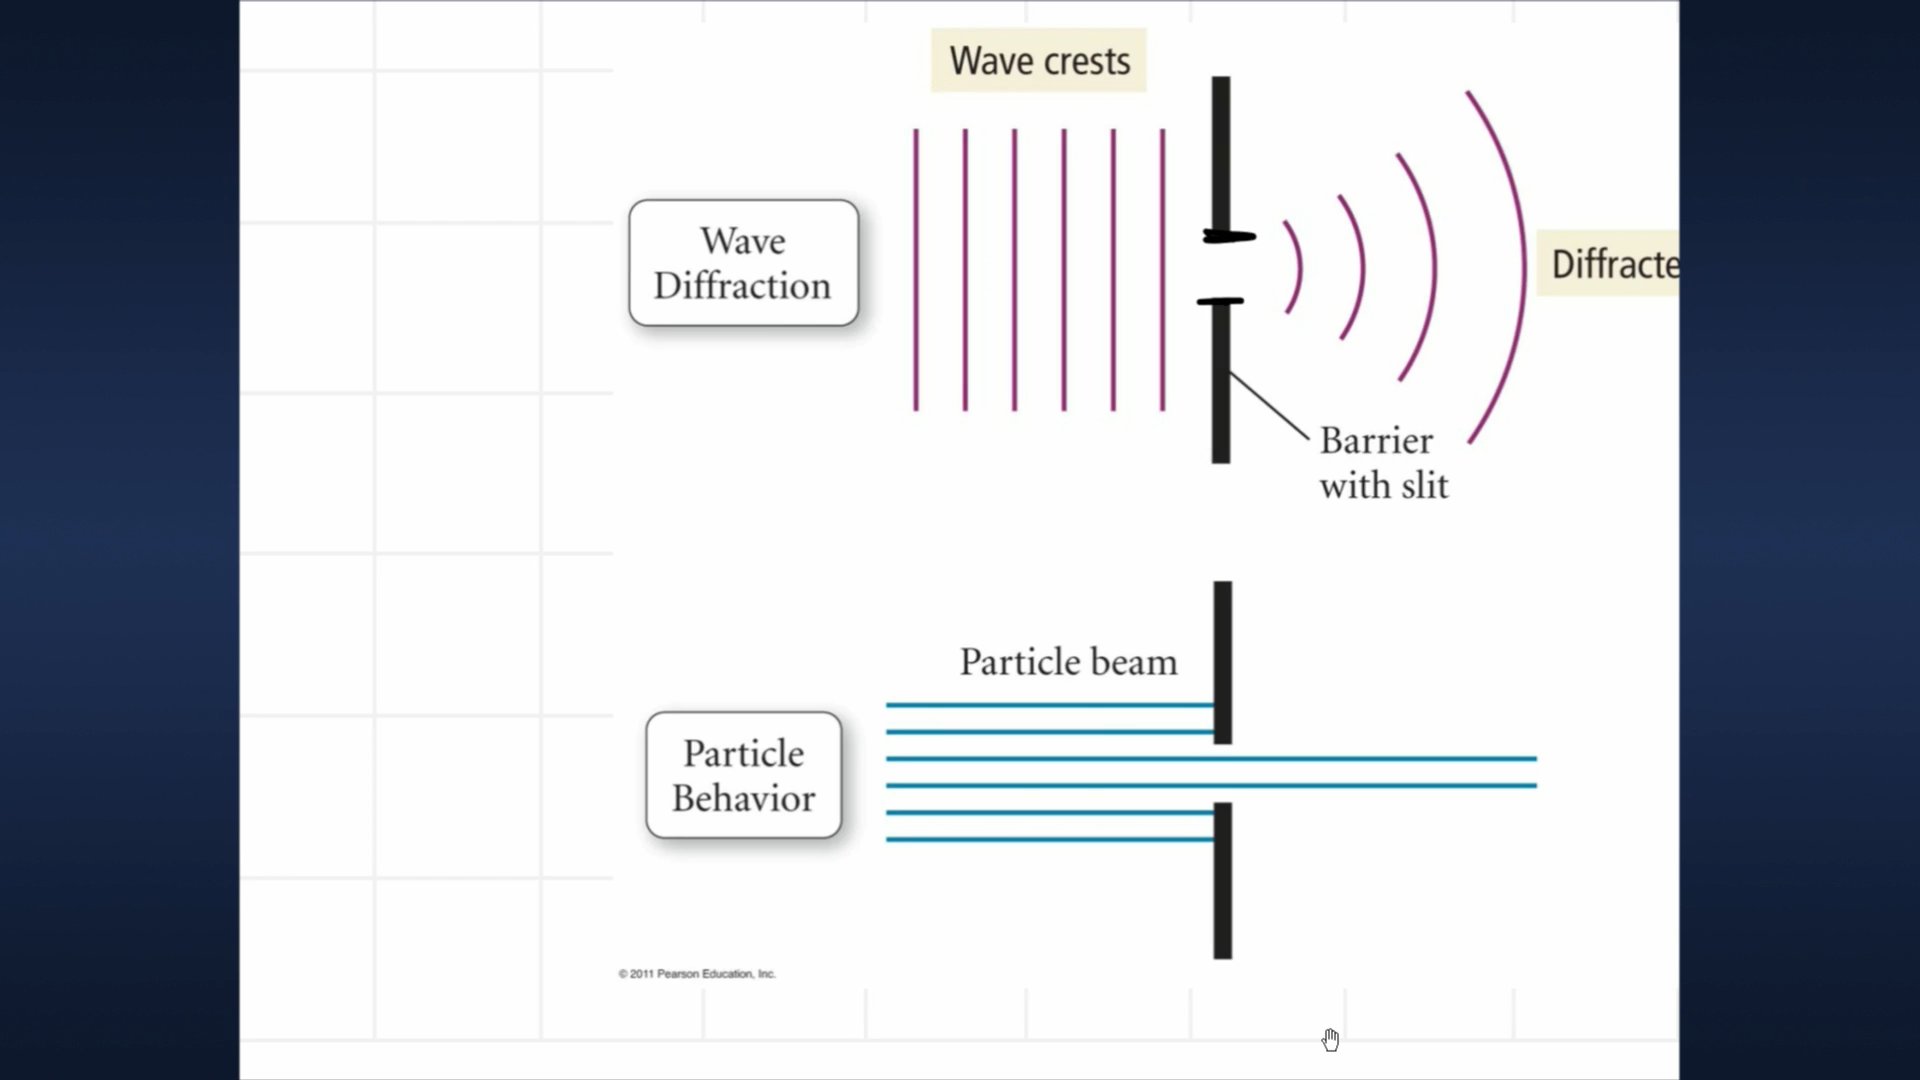 Wave crests
Wave
Diffraction
Diffracte
Barrier
with slit
Particle beam
Particle
Behavior
© 2011 Pearson Education, Inc.